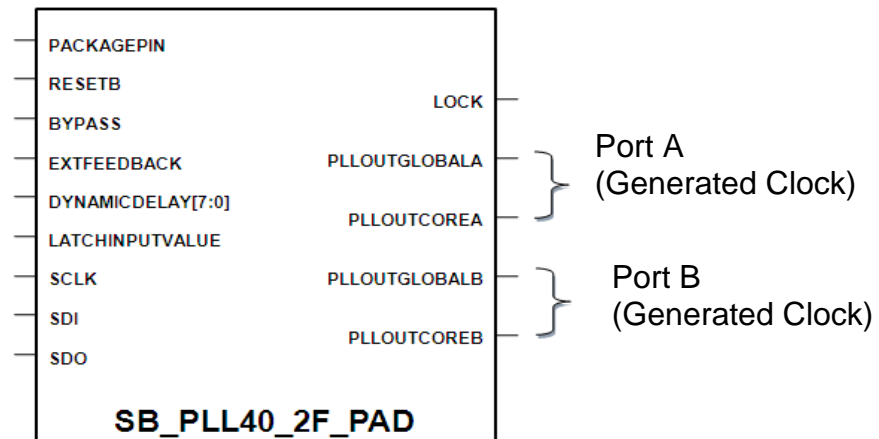 PACKAGEPIN
RESETB
BYPASS
EXTFEEDBACK
DYNAMICDELAY[7:0]
LATCHINPUTVALUE
SCLK
SDI
SDO
LOCK
PLLOUTGLOBALA
PLLOUTCOREA
PLLOUTGLOBALB
PLLOUTCOREB
Port A
(Generated Clock)
Port B
(Generated Clock)
SB_PLL40_2F_PAD